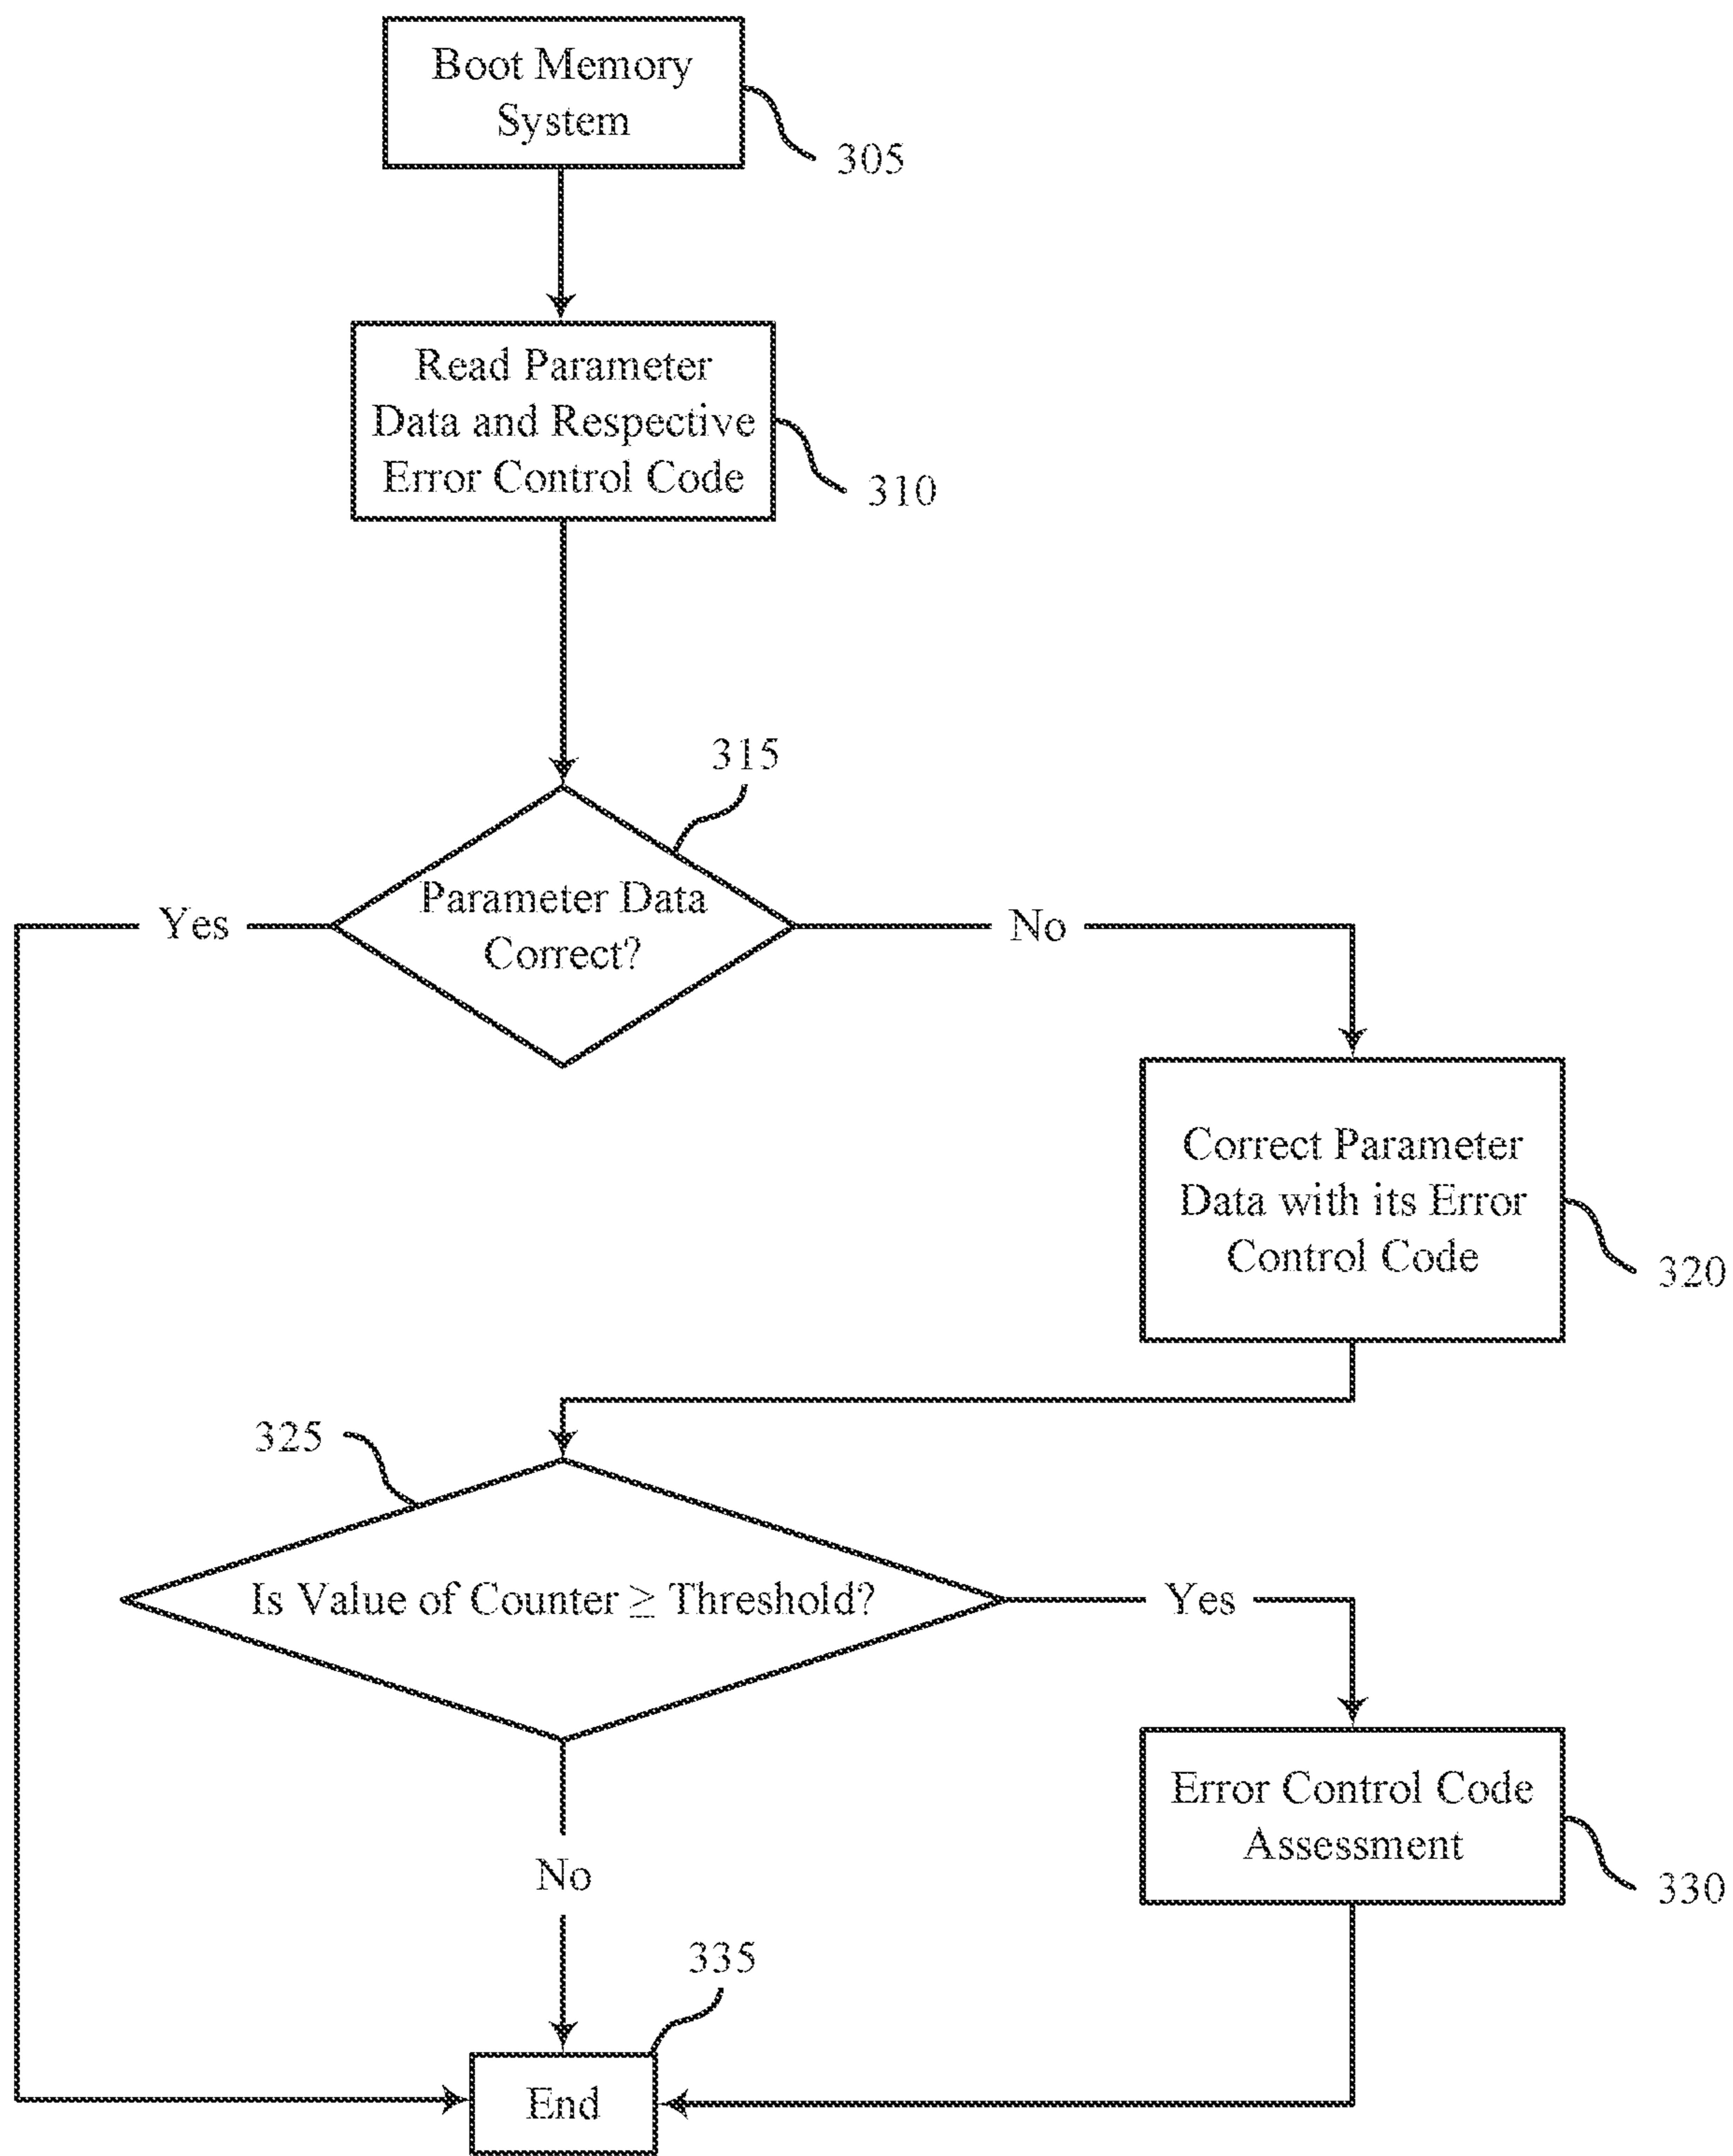 Boot Memory
System
305
Read Parameter
Data and Respective
Error Control Code
310
315
Parameter Data
Correct?
Yes
No
Correct Parameter
Data with its Error
Control Code
320
325
Is Value of Counter ≥ Threshold?
Yes
No
Error Control Code
Assessment
330
335
End